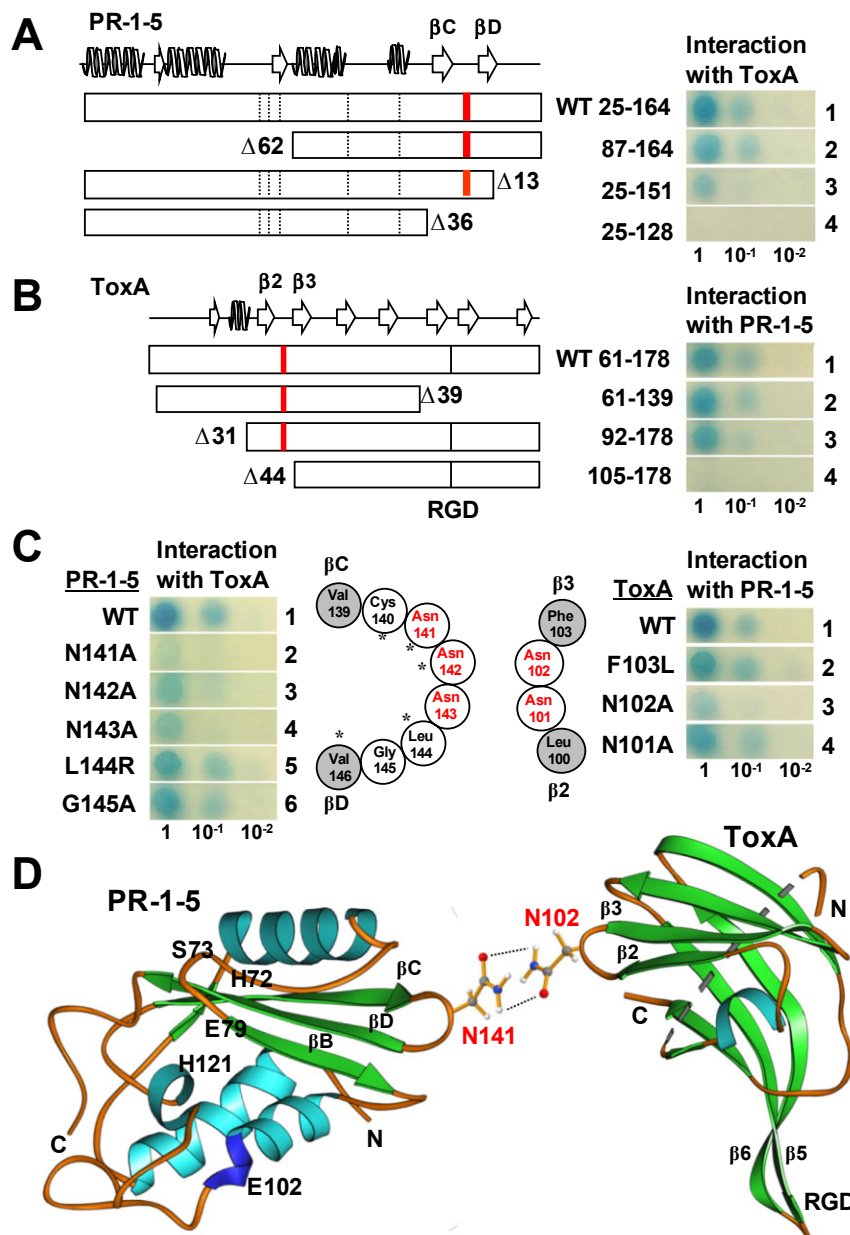 A
PR-1-5
βC
βD
Interaction
with ToxA
WT 25-164
1
Δ62
87-164
2
Δ13
25-151
3
Δ36
25-128
4
1
10⁻¹
10⁻²
B
ToxA
β2
β3
Interaction
with PR-1-5
WT 61-178
1
Δ39
61-139
2
Δ31
92-178
3
Δ44
105-178
4
RGD
1
10⁻¹
10⁻²
C
PR-1-5
Interaction
with ToxA
WT
1
N141A
2
N142A
3
N143A
4
L144R
5
G145A
6
1
10⁻¹
10⁻²
βC
Val
139
Cys
140
Asn
141
*
*
Asn
142
*
Asn
143
*
Leu
144
Gly
145
*
Val
146
βD
β3
Phe
103
Asn
102
Asn
101
Leu
100
β2
ToxA
Interaction
with PR-1-5
WT
1
F103L
2
N102A
3
N101A
4
1
10⁻¹
10⁻²
D
PR-1-5
S73
H72
E79
H121
βB
βC
βD
N141
C
N
E102
ToxA
N102
β3
β2
N
C
β6
β5
RGD